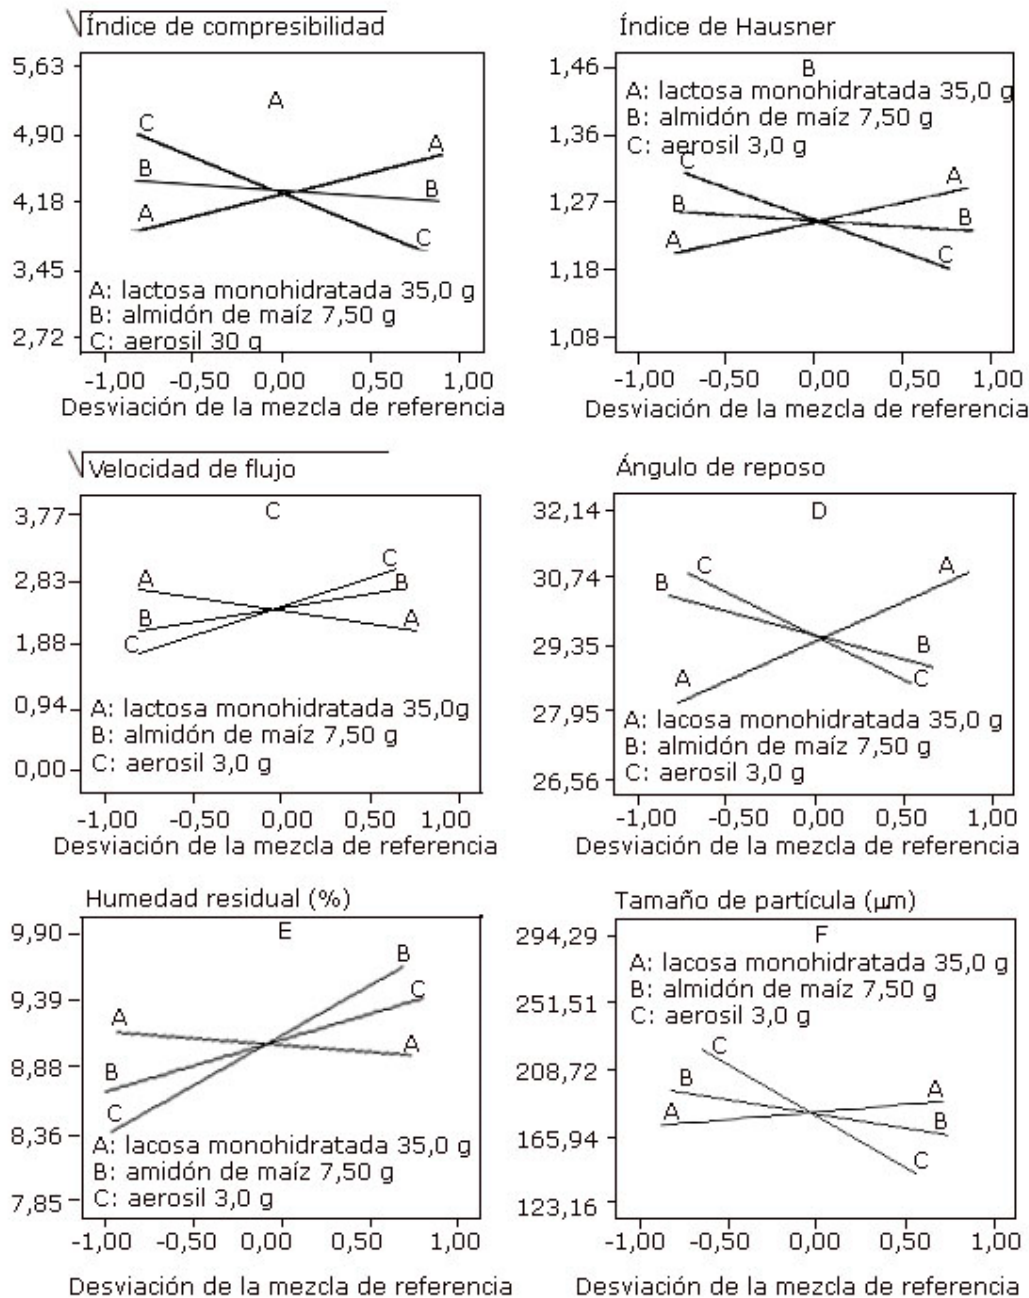 √Índice de compresibilidad
5,63
4,90
4,18
3,45
2,72
A
C
B
A
A
B
C
A: lactosa monohidratada 35,0 g
B: almidón de maíz 7,50 g
C: aerosil 30 g
-1,00 -0,50 0,00 0,50 1,00
Desviación de la mezcla de referencia
Índice de Hausner
1,46
1,36
1,27
1,18
1,08
B
A: lactosa monohidratada 35,0 g
B: almidón de maíz 7,50 g
C: aerosil 3,0 g
C
B
A
A
B
C
-1,00 -0,50 0,00 0,50 1,00
Desviación de la mezcla de referencia
√Velocidad de flujo
3,77
2,83
1,88
0,94
0,00
C
A
B
C
C
B
A
A: lactosa monohidratada 35,0g
B: almidón de maíz 7,50 g
C: aerosil 3,0 g
-1,00 -0,50 0,00 0,50 1,00
Desviación de la mezcla de referencia
Ángulo de reposo
32,14
30,74
29,35
27,95
26,56
D
C
B
A
A
B
C
A: lacosa monohidratada 35,0 g
B: almidón de maíz 7,50 g
C: aerosil 3,0 g
-1,00 -0,50 0,00 0,50 1,00
Desviación de la mezcla de referencia
Humedad residual (%)
9,90
9,39
8,88
8,36
7,85
E
A
B
C
B
C
A
A: lacosa monohidratada 35,0 g
B: amidón de maíz 7,50 g
C: aerosil 3,0 g
-1,00 -0,50 0,00 0,50 1,00
Desviación de la mezcla de referencia
Tamaño de partícula (µm)
294,29
251,51
208,72
165,94
123,16
F
A: lacosa monohidratada 35,0 g
B: almidón de maíz 7,50 g
C: aerosil 3,0 g
C
B
A
A
B
C
-1,00 -0,50 0,00 0,50 1,00
Desviación de la mezcla de referencia